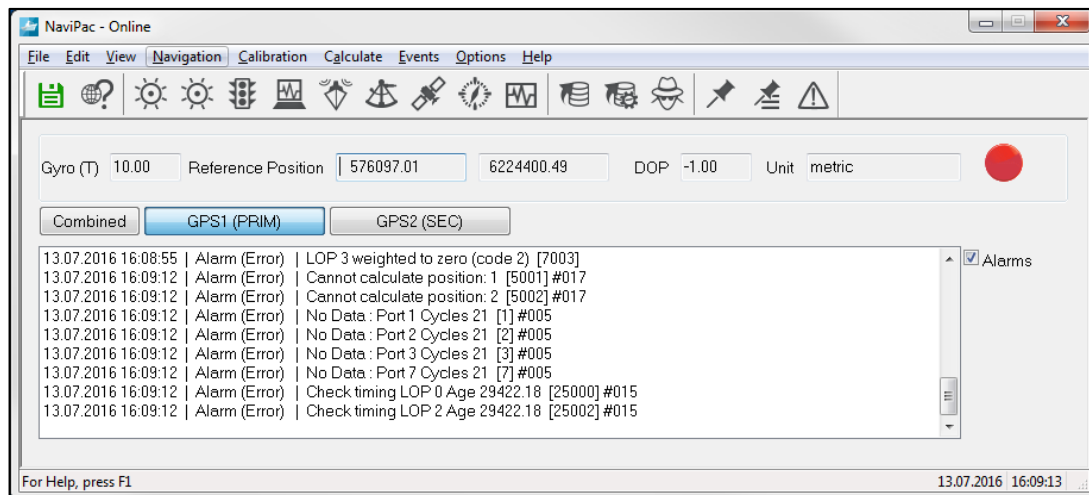 NaviPac - Online
File Edit View Navigation Calibration Calculate Events Options Help
Gyro (T) 10.00 Reference Position 576097.01 6224400.49 DOP -1.00 Unit metric
Combined GPS1 (PRIM) GPS2 (SEC)
13.07.2016 16:08:55 | Alarm (Error) | LOP 3 weighted to zero (code 2) [7003]
Alarms
13.07.2016 16:09:12 | Alarm (Error) | Cannot calculate position: 1 [5001] #017
13.07.2016 16:09:12 | Alarm (Error) | Cannot calculate position: 2 [5002] #017
13.07.2016 16:09:12 | Alarm (Error) | No Data : Port 1 Cycles 21 [1] #005
13.07.2016 16:09:12 | Alarm (Error) | No Data : Port 2 Cycles 21 [2] #005
13.07.2016 16:09:12 | Alarm (Error) | No Data : Port 3 Cycles 21 [3] #005
13.07.2016 16:09:12 | Alarm (Error) | No Data : Port 7 Cycles 21 [7] #005
13.07.2016 16:09:12 | Alarm (Error) | Check timing LOP 0 Age 29422.18 [25000] #015
13.07.2016 16:09:12 | Alarm (Error) | Check timing LOP 2 Age 29422.18 [25002] #015
For Help, press F1 13.07.2016 16:09:13